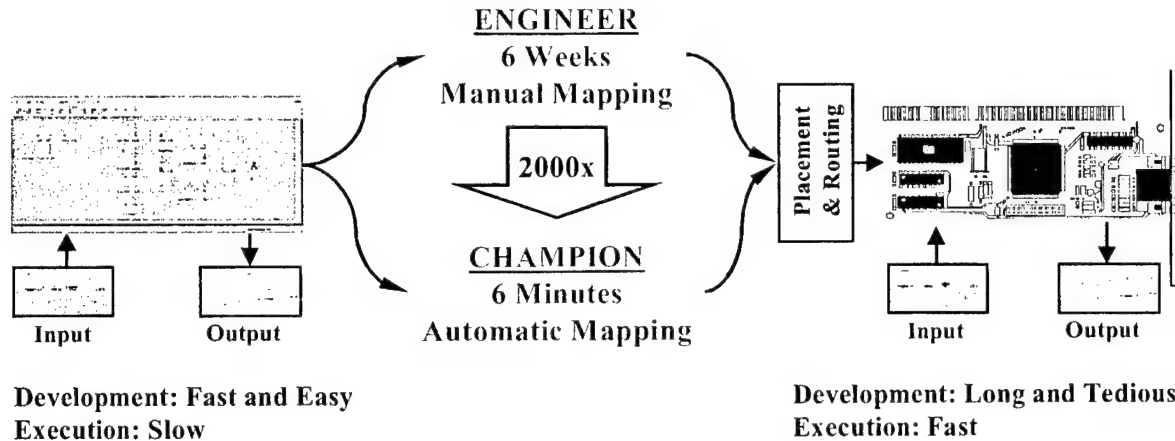 ENGINEER
6 Weeks
Manual Mapping
2000x
CHAMPION
6 Minutes
Automatic Mapping
Placement
& Routing
Input
Output
Input
Output
Development: Fast and Easy
Execution: Slow
Development: Long and Tedious
Execution: Fast